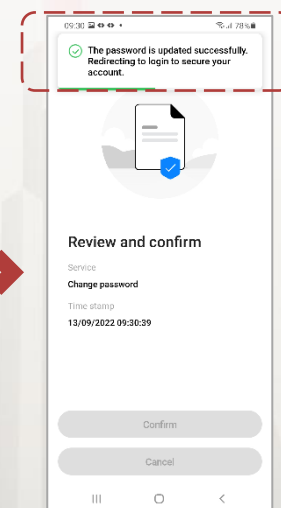 09:30
78%
The password is updated successfully.
Redirecting to login to secure your
account.
Review and confirm
Service
Change password
Time stamp
13/09/2022 09:30:39
Confirm
Cancel